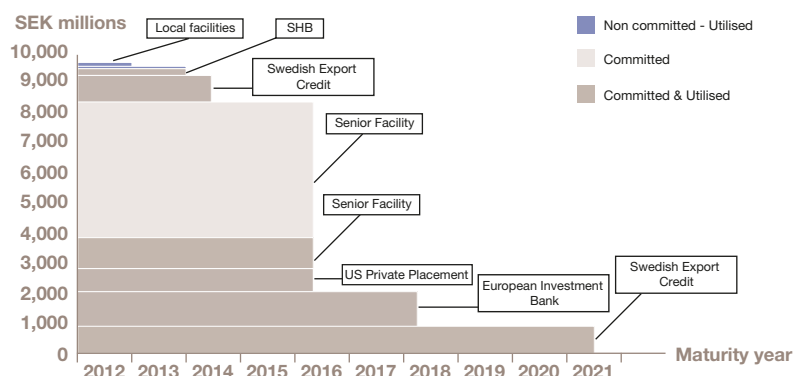 SEK millions
Local facilities
SHB
Non committed - Utilised
Committed
Committed & Utilised
Swedish Export
Credit
Senior Facility
Senior Facility
US Private Placement
European Investment
Bank
Swedish Export
Credit
10,000
9,000
8,000
7,000
6,000
5,000
4,000
3,000
2,000
1,000
0
2012 2013 2014 2015 2016 2017 2018 2019 2020 2021
Maturity year